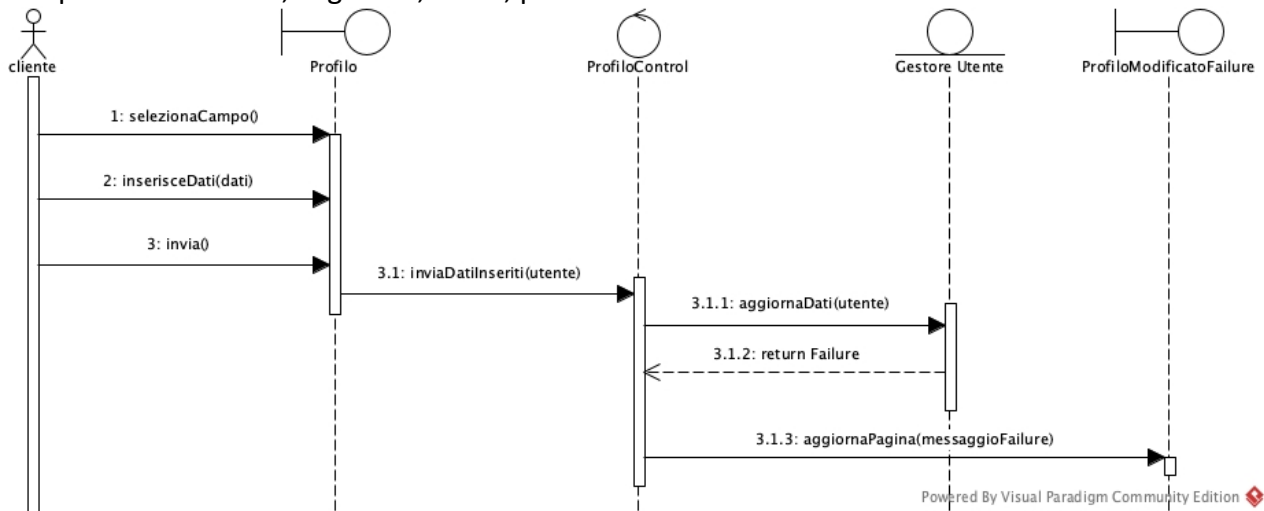 cliente
Profilo
ProfiloControl
Gestore Utente
ProfiloModificatoFailure
1: selezionaCampo()
2: inserisceDati(dati)
3: invia()
3.1: inviaDatiInseriti(utente)
3.1.1: aggiornaDati(utente)
3.1.2: return Failure
3.1.3: aggiornaPagina(messaggioFailure)
Powered By Visual Paradigm Community Edition